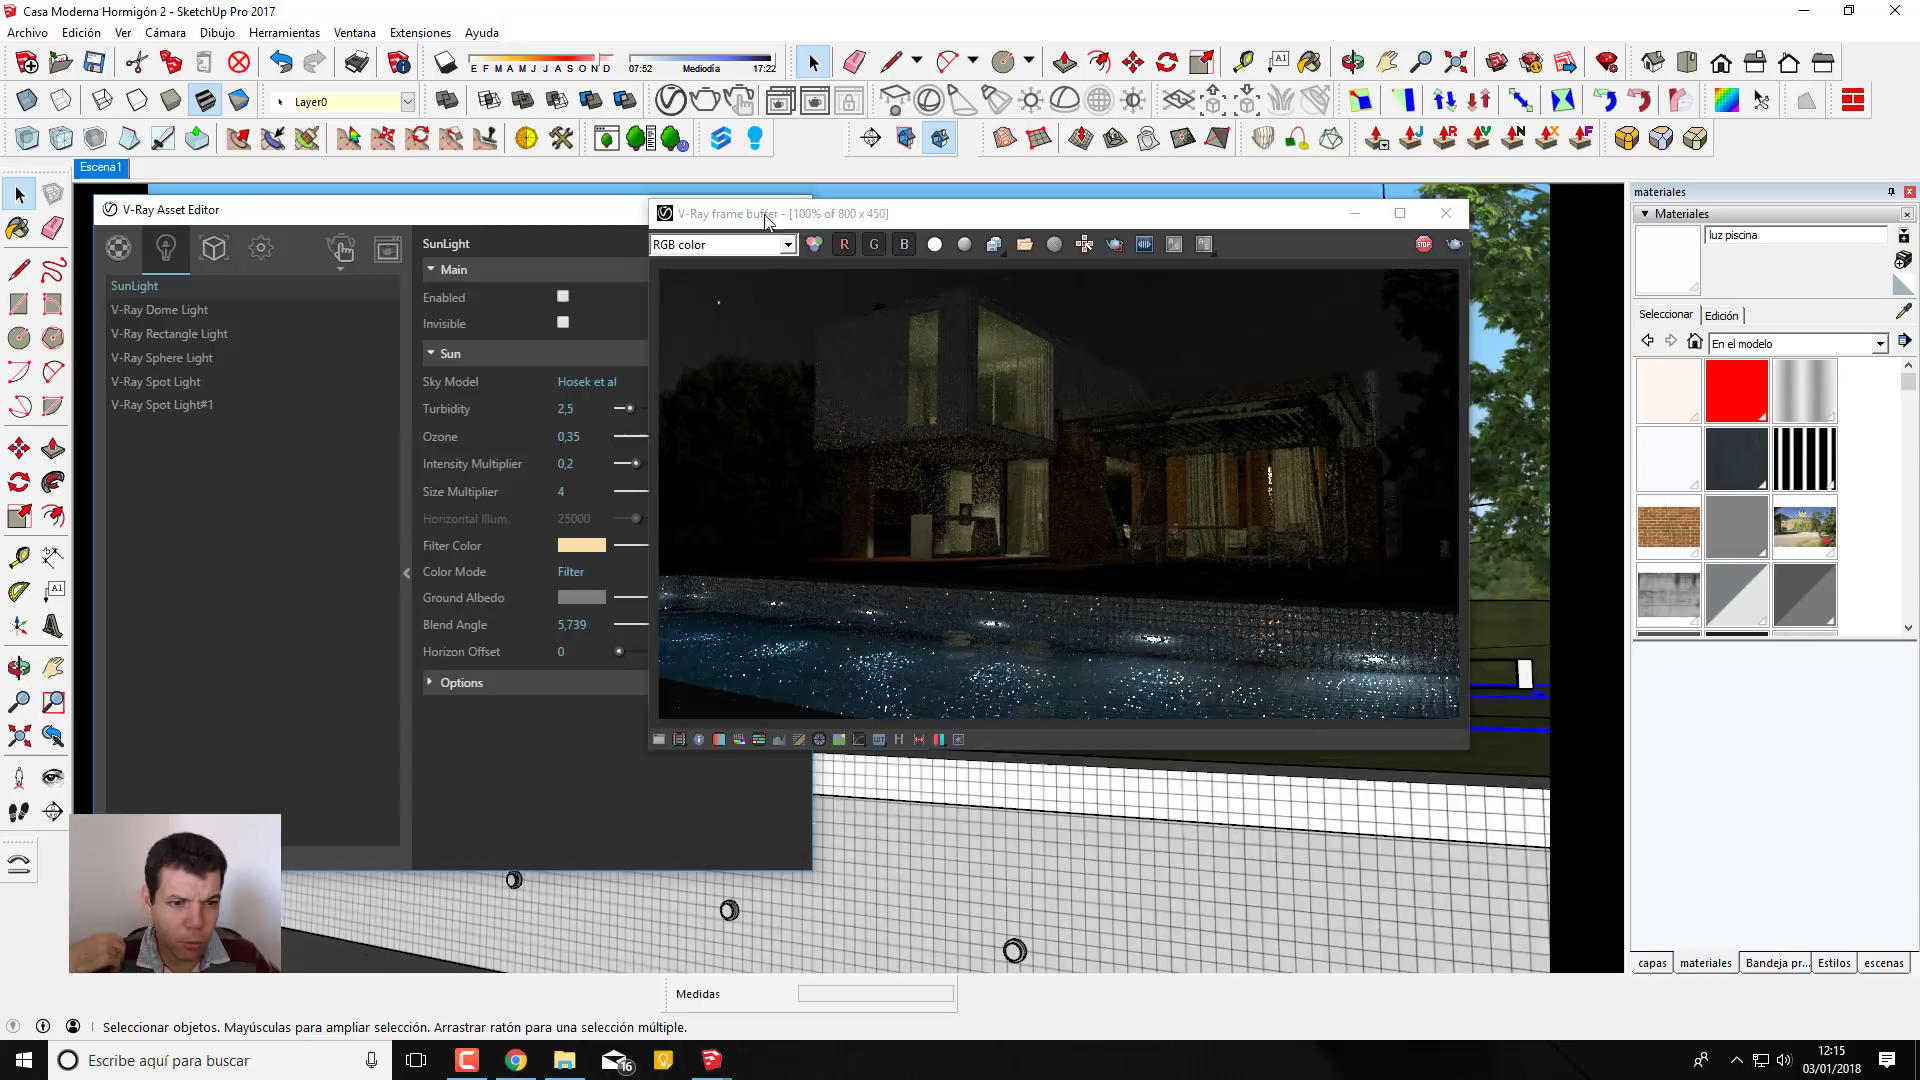 Casa Moderna Hormigón 2 - SketchUp Pro 2017
Archivo Edición Ver Cámara Dibujo Herramientas Ventana Extensiones Ayuda
E F M A M J J A S O N D 07:52 Mediodía 17:22
Layer0
Escena1
V-Ray Asset Editor
SunLight
V-Ray Dome Light
V-Ray Rectangle Light
V-Ray Sphere Light
V-Ray Spot Light
V-Ray Spot Light#1
SunLight
Main
Enabled
Invisible
Sun
Sky Model Hosek et al
Turbidity 2,5
Ozone 0,35
Intensity Multiplier 0,2
Size Multiplier 4
Horizontal Illum. 25000
Filter Color
Color Mode Filter
Ground Albedo
Blend Angle 5,739
Horizon Offset 0
Options
V-Ray frame buffer - [100% of 800 x 450]
RGB color R G B
STOP
materiales
Materiales
luz piscina
Seleccionar Edición
En el modelo
capas materiales Bandeja pr... Estilos escenas
Medidas
Seleccionar objetos. Mayúsculas para ampliar selección. Arrastrar ratón para una selección múltiple.
Escribe aquí para buscar
16
12:15
03/01/2018